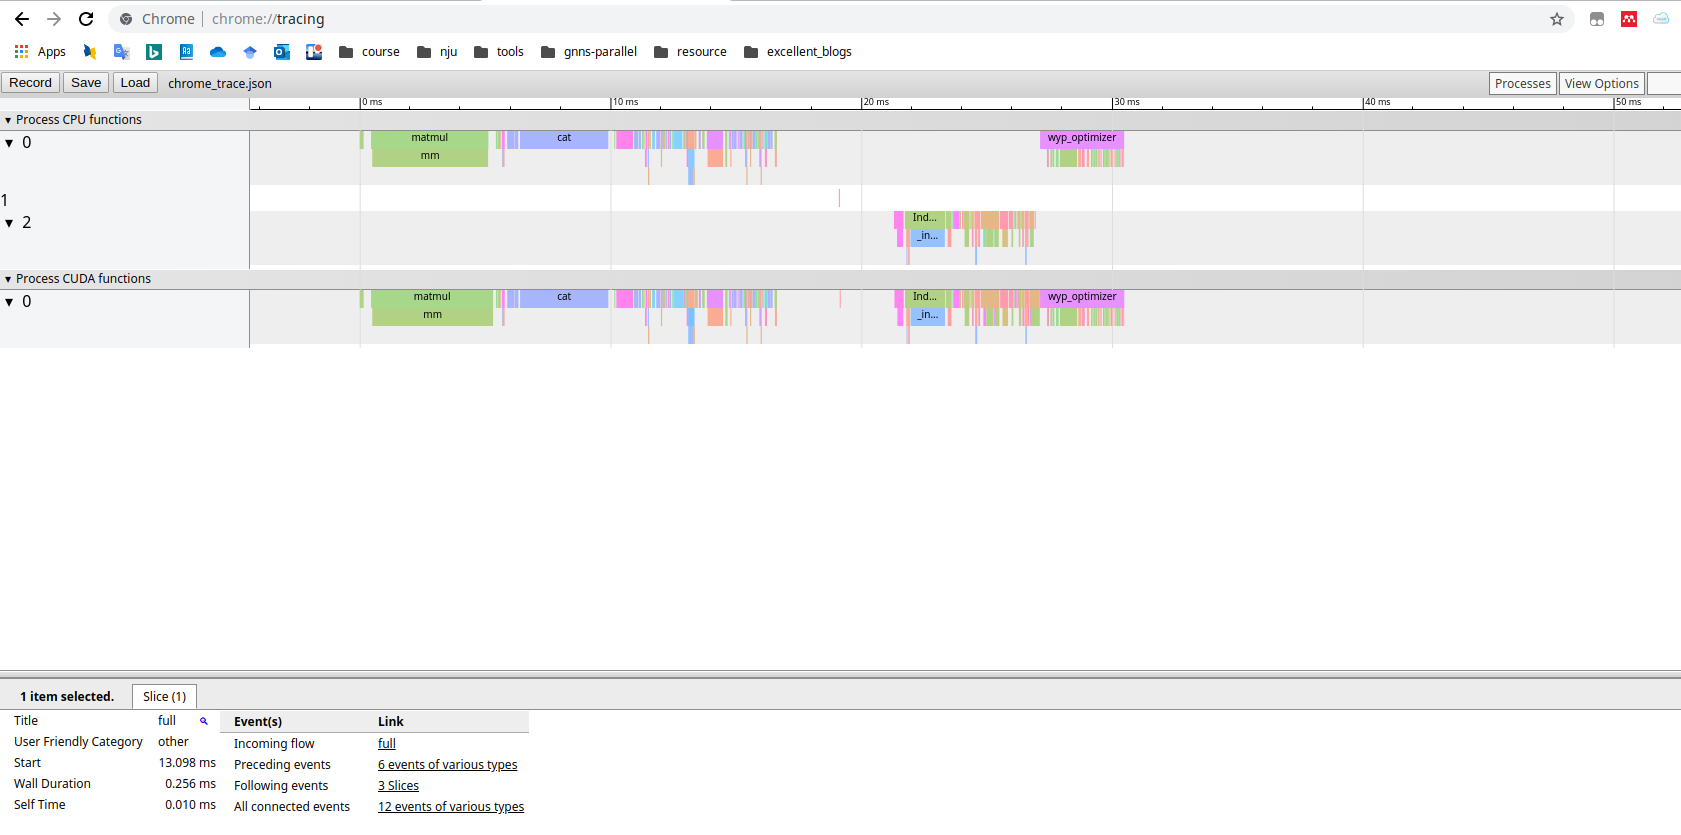 Chrome chrome://tracing
Apps course nju tools gnns-parallel resource excellent_blogs
Record Save Load chrome_trace.json Processes View Options
0 ms 10 ms 20 ms 30 ms 40 ms 50 ms
Process CPU functions
0 matmul cat wyp_optimizer
mm
1
2 Ind...
_in...
Process CUDA functions
0 matmul cat Ind... wyp_optimizer
mm _in...
1 item selected. Slice (1)
Title full Event(s) Link
User Friendly Category other Incoming flow full
Start 13.098 ms Preceding events 6 events of various types
Wall Duration 0.256 ms Following events 3 Slices
Self Time 0.010 ms All connected events 12 events of various types